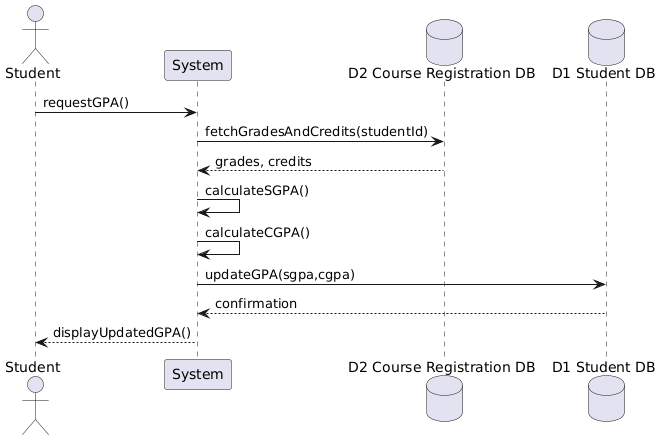 Student
System
D2 Course Registration DB
D1 Student DB
requestGPA()
fetchGradesAndCredits(studentId)
grades, credits
calculateSGPA()
calculateCGPA()
updateGPA(sgpa,cgpa)
confirmation
displayUpdatedGPA()
Student
System
D2 Course Registration DB
D1 Student DB